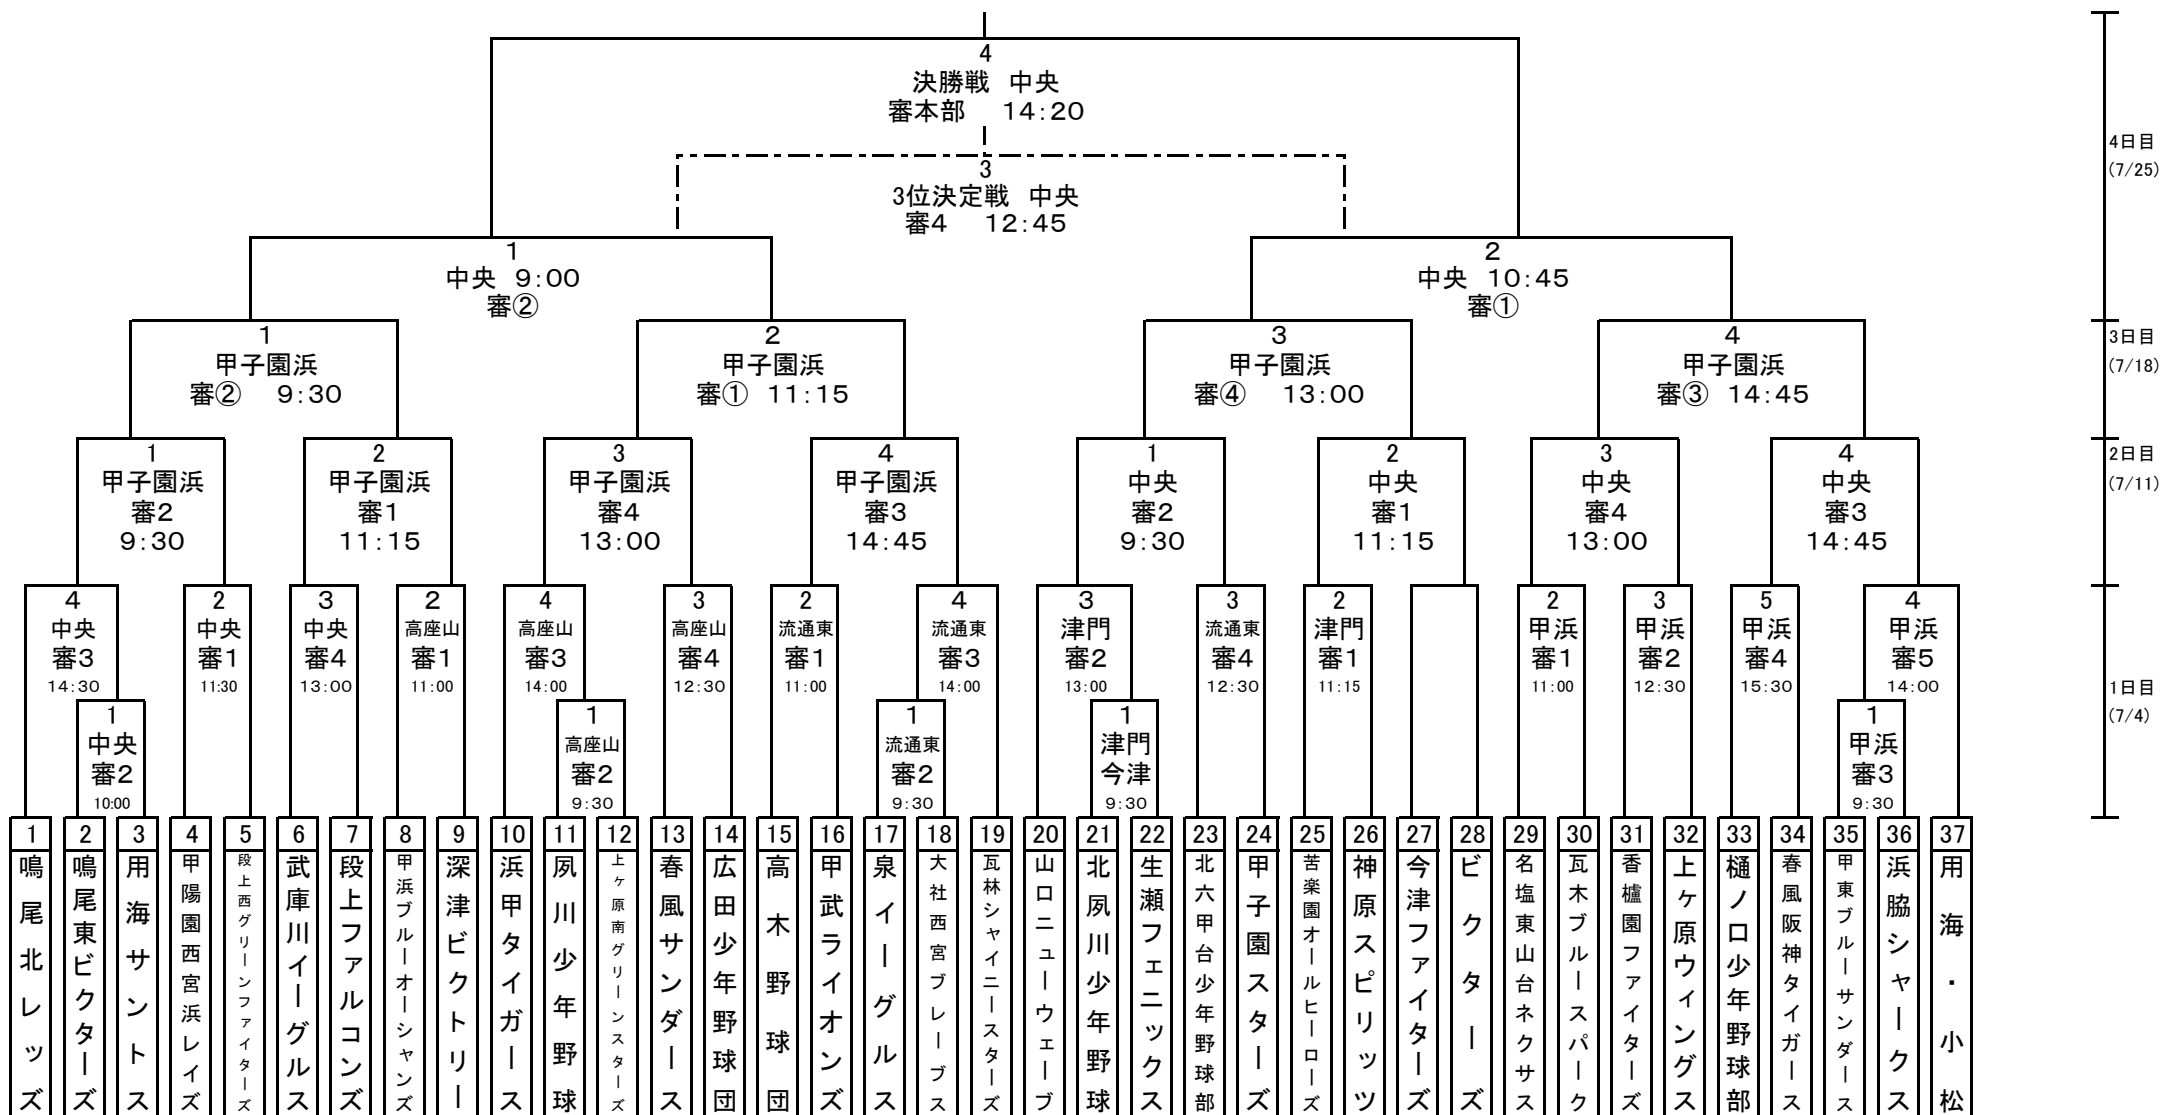 4
決勝戦 中央
審本部 14:20
3
3位決定戦 中央
審4 12:45
4日目
(7/25)
1
中央 9:00
審②
2
中央 10:45
審①
1
甲子園浜
審② 9:30
2
甲子園浜
審① 11:15
3
甲子園浜
審④ 13:00
4
甲子園浜
審③ 14:45
3日目
(7/18)
1
甲子園浜
審2
9:30
2
甲子園浜
審1
11:15
3
甲子園浜
審4
13:00
4
甲子園浜
審3
14:45
1
中央
審2
9:30
2
中央
審1
11:15
3
中央
審4
13:00
4
中央
審3
14:45
2日目
(7/11)
4
中央
審3
14:30
2
中央
審1
11:30
3
中央
審4
13:00
2
高座山
審1
11:00
4
高座山
審3
14:00
3
高座山
審4
12:30
2
流通東
審1
11:00
4
流通東
審3
14:00
3
津門
審2
13:00
3
流通東
審4
12:30
2
津門
審1
11:15
2
甲浜
審1
11:00
3
甲浜
審2
12:30
5
甲浜
審4
15:30
4
甲浜
審5
14:00
1日目
(7/4)
1
中央
審2
10:00
1
高座山
審2
9:30
1
流通東
審2
9:30
1
津門
今津
9:30
1
甲浜
審3
9:30
1
鳴尾北レッズ
2
鳴尾東ビクターズ
3
用海サントス
4
甲陽園西宮浜レイズ
5
段上西グリーンファイターズ
6
武庫川イーグルス
7
段上ファルコンズ
8
甲浜ブルーオーシャンズ
9
深津ビクトリー
10
浜甲タイガース
11
夙川少年野球
12
上ヶ原南グリーンスターズ
13
春風サンダース
14
広田少年野球団
15
高木野球団
16
甲武ライオンズ
17
泉イーグルス
18
大社西宮ブレーブス
19
瓦林シャイニースターズ
20
山口ニューウェーブ
21
北夙川少年野球
22
生瀬フェニックス
23
北六甲台少年野球部
24
甲子園スターズ
25
苦楽園オールヒーローズ
26
神原スピリッツ
27
今津ファイターズ
28
ビクターズ
29
名塩東山台ネクサス
30
瓦木ブルースパーク
31
香櫨園ファイターズ
32
上ヶ原ウィングス
33
樋ノ口少年野球部
34
春風阪神タイガース
35
甲東ブルーサンダース
36
浜脇シャークス
37
用海・小松